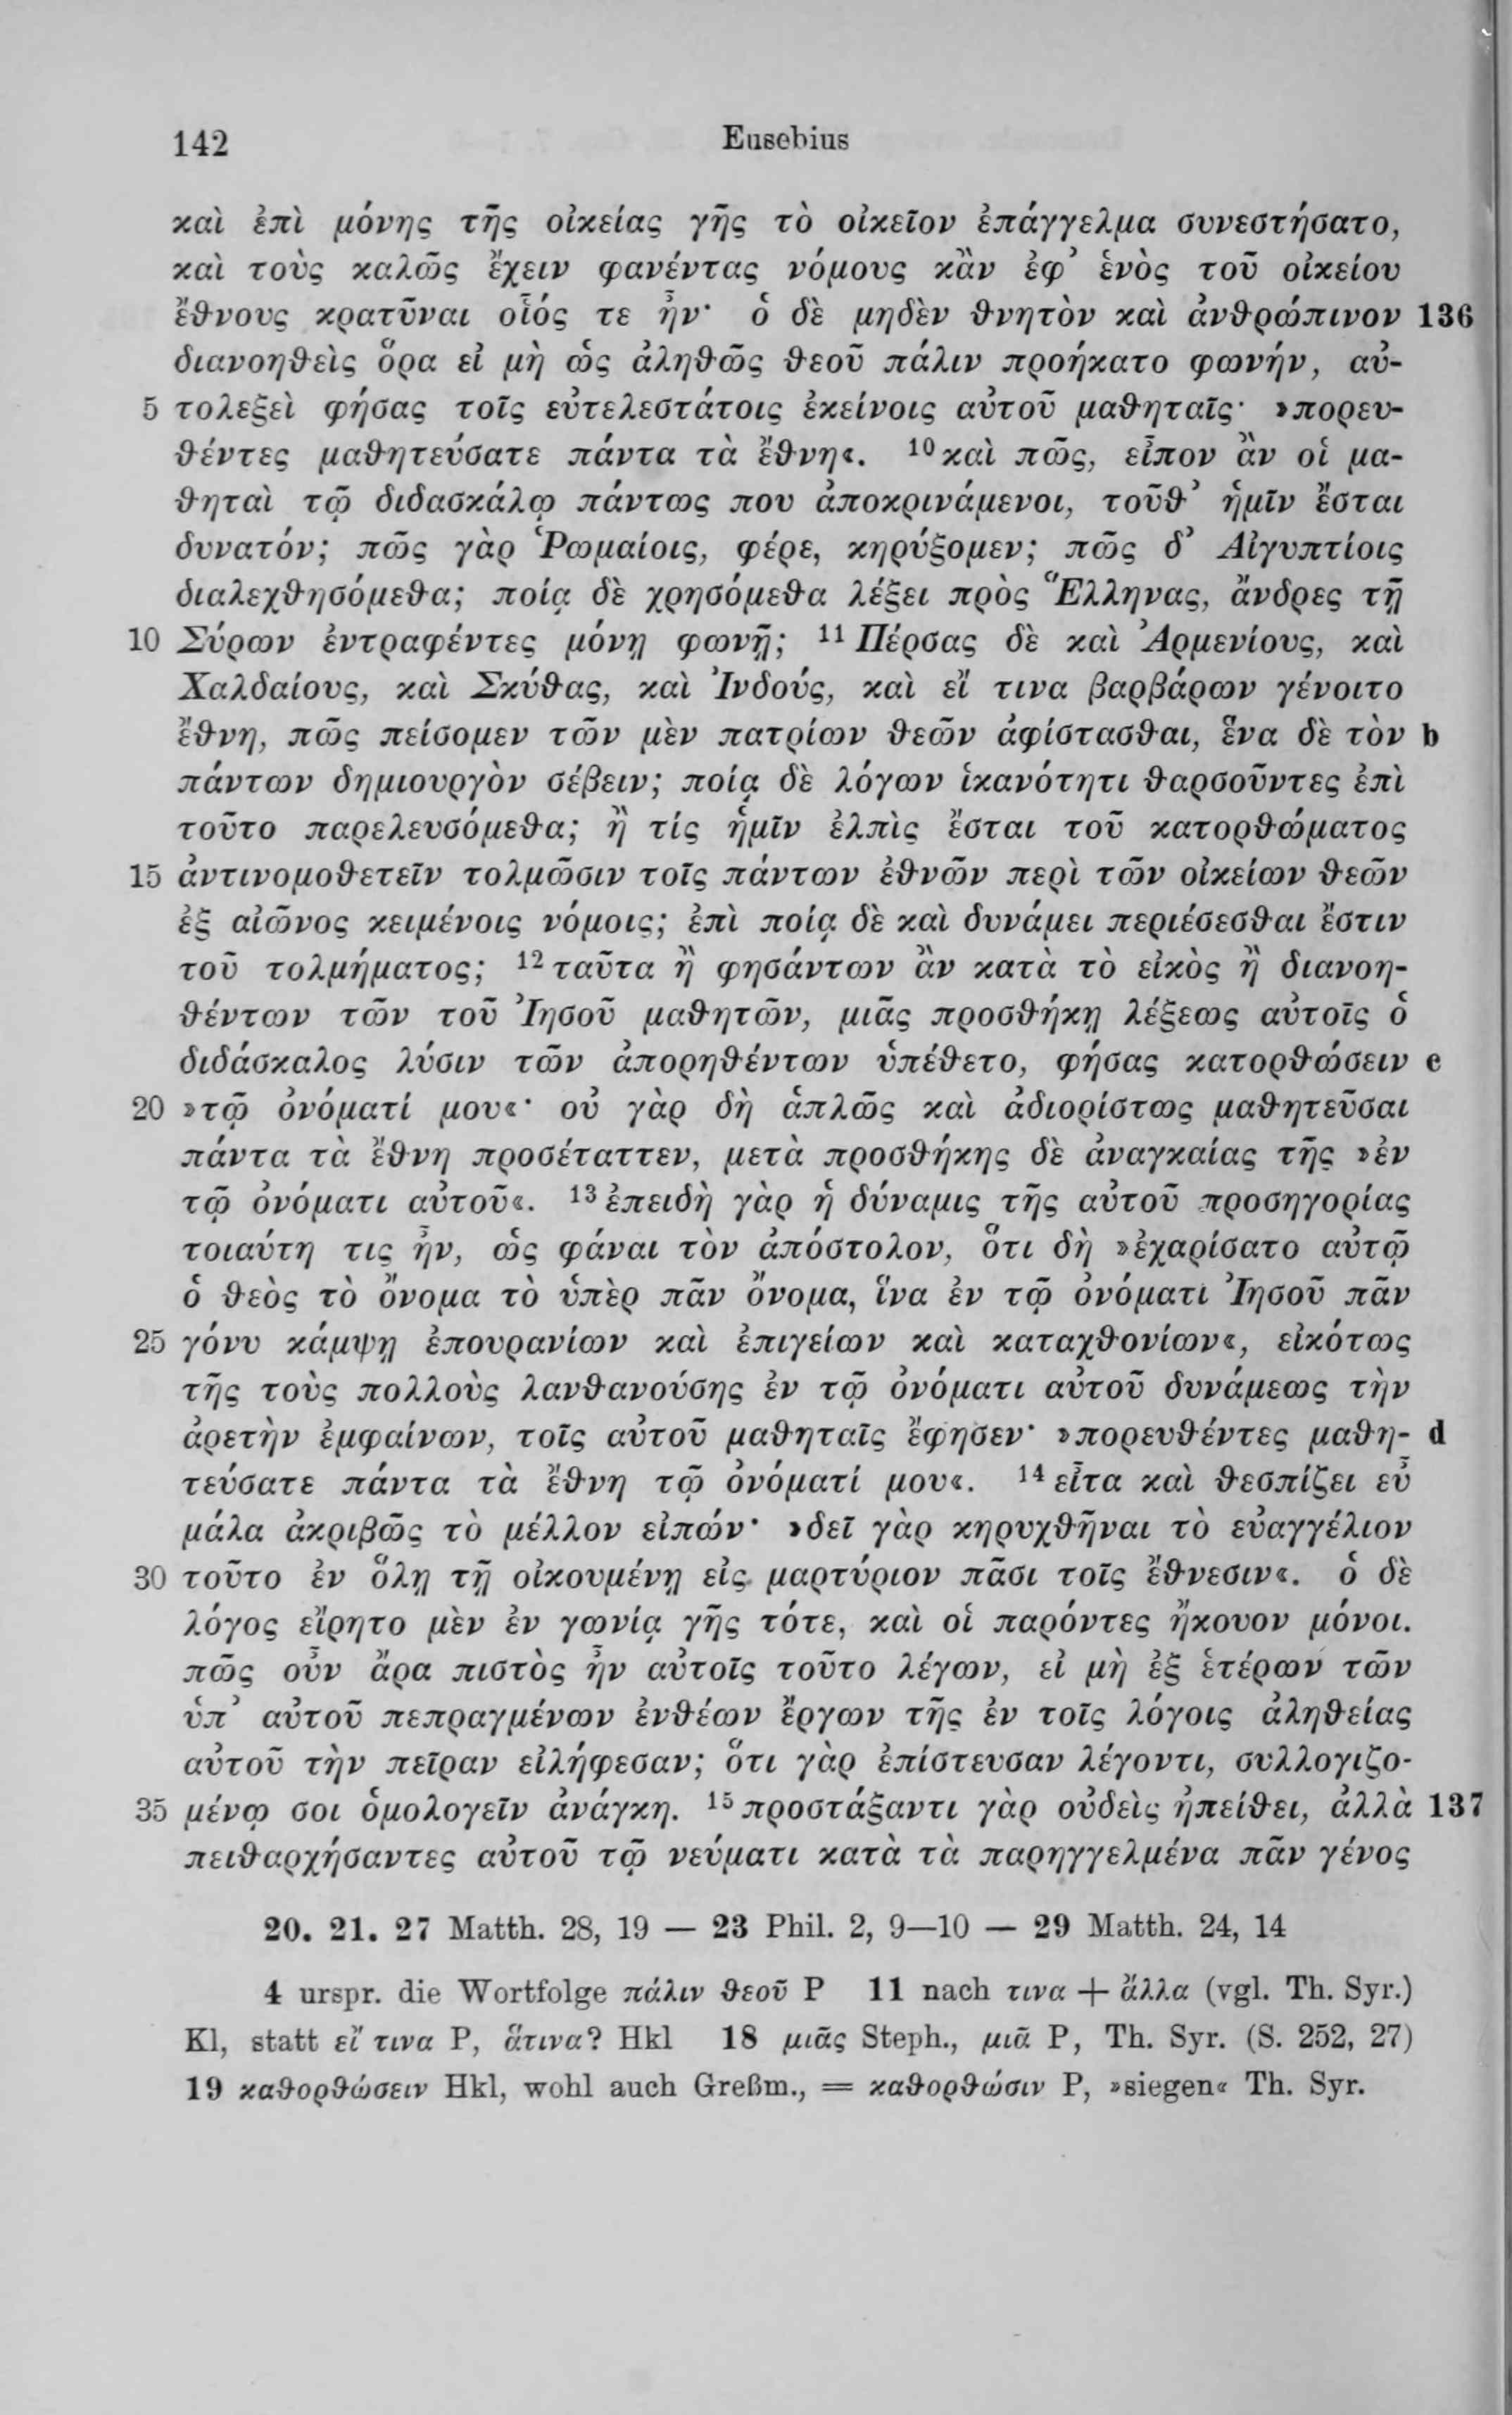 142 Eusebius
καὶ ἐπὶ μόνης τῆς οἰκείας γῆς τὸ οἰκεῖον ἐπάγγελμα συνεστήσατο,
καὶ τοὺς καλῶς ἔχειν φανέντας νόμους κἂν ἐφ’ ἑνὸς τοῦ οἰκείου
ἔθνους κρατῦναι οἷός τε ἦν· ὁ δὲ μηδὲν θνητὸν καὶ ἀνθρώπινον 136
διανοηθεὶς ὅρα εἰ μὴ ὡς ἀληθῶς θεοῦ πάλιν προήκατο φωνήν, αὐ-
5 τολεξεὶ φήσας τοῖς εὐτελεστάτοις ἐκείνοις αὐτοῦ μαθηταῖς· »πορευ-
θέντες μαθητεύσατε πάντα τὰ ἔθνη«. ¹⁰ καὶ πῶς, εἶπον ἂν οἱ μα-
θηταὶ τῷ διδασκάλῳ πάντως που ἀποκρινάμενοι, τοῦθ’ ἡμῖν ἔσται
δυνατόν; πῶς γὰρ Ῥωμαίοις, φέρε, κηρύξομεν; πῶς δ’ Αἰγυπτίοις
διαλεχθησόμεθα; ποίᾳ δὲ χρησόμεθα λέξει πρὸς Ἕλληνας, ἄνδρες τῇ
10 Σύρων ἐντραφέντες μόνῃ φωνῇ; ¹¹ Πέρσας δὲ καὶ Ἀρμενίους, καὶ
Χαλδαίους, καὶ Σκύθας, καὶ Ἰνδούς, καὶ εἴ τινα βαρβάρων γένοιτο
ἔθνη, πῶς πείσομεν τῶν μὲν πατρίων θεῶν ἀφίστασθαι, ἕνα δὲ τὸν b
πάντων δημιουργὸν σέβειν; ποίᾳ δὲ λόγων ἱκανότητι θαρσοῦντες ἐπὶ
τοῦτο παρελευσόμεθα; ἢ τίς ἡμῖν ἐλπὶς ἔσται τοῦ κατορθώματος
15 ἀντινομοθετεῖν τολμῶσιν τοῖς πάντων ἐθνῶν περὶ τῶν οἰκείων θεῶν
ἐξ αἰῶνος κειμένοις νόμοις; ἐπὶ ποίᾳ δὲ καὶ δυνάμει περιέσεσθαι ἔστιν
τοῦ τολμήματος; ¹² ταῦτα ἢ φησάντων ἂν κατὰ τὸ εἰκὸς ἢ διανοη-
θέντων τῶν τοῦ Ἰησοῦ μαθητῶν, μιᾶς προσθήκῃ λέξεως αὐτοῖς ὁ
διδάσκαλος λύσιν τῶν ἀπορηθέντων ὑπέθετο, φήσας κατορθώσειν c
20 »τῷ ὀνόματί μου«· οὐ γὰρ δὴ ἁπλῶς καὶ ἀδιορίστως μαθητεῦσαι
πάντα τὰ ἔθνη προσέταττεν, μετὰ προσθήκης δὲ ἀναγκαίας τῆς »ἐν
τῷ ὀνόματι αὐτοῦ«. ¹³ ἐπειδὴ γὰρ ἡ δύναμις τῆς αὐτοῦ προσηγορίας
τοιαύτη τις ἦν, ὡς φάναι τὸν ἀπόστολον, ὅτι δὴ »ἐχαρίσατο αὐτῷ
ὁ θεὸς τὸ ὄνομα τὸ ὑπὲρ πᾶν ὄνομα, ἵνα ἐν τῷ ὀνόματι Ἰησοῦ πᾶν
25 γόνυ κάμψῃ ἐπουρανίων καὶ ἐπιγείων καὶ καταχθονίων«, εἰκότως
τῆς τοὺς πολλοὺς λανθανούσης ἐν τῷ ὀνόματι αὐτοῦ δυνάμεως τὴν
ἀρετὴν ἐμφαίνων, τοῖς αὐτοῦ μαθηταῖς ἔφησεν· »πορευθέντες μαθη- d
τεύσατε πάντα τὰ ἔθνη τῷ ὀνόματί μου«. ¹⁴ εἶτα καὶ θεσπίζει εὖ
μάλα ἀκριβῶς τὸ μέλλον εἰπών· »δεῖ γὰρ κηρυχθῆναι τὸ εὐαγγέλιον
30 τοῦτο ἐν ὅλῃ τῇ οἰκουμένῃ εἰς μαρτύριον πᾶσι τοῖς ἔθνεσιν«. ὁ δὲ
λόγος εἴρητο μὲν ἐν γωνίᾳ γῆς τότε, καὶ οἱ παρόντες ἤκουον μόνοι.
πῶς οὖν ἄρα πιστὸς ἦν αὐτοῖς τοῦτο λέγων, εἰ μὴ ἐξ ἑτέρων τῶν
ὑπ’ αὐτοῦ πεπραγμένων ἐνθέων ἔργων τῆς ἐν τοῖς λόγοις ἀληθείας
αὐτοῦ τὴν πεῖραν εἰλήφεσαν; ὅτι γὰρ ἐπίστευσαν λέγοντι, συλλογιζο-
35 μένῳ σοι ὁμολογεῖν ἀνάγκη. ¹⁵ προστάξαντι γὰρ οὐδεὶς ἠπείθει, ἀλλὰ 137
πειθαρχήσαντες αὐτοῦ τῷ νεύματι κατὰ τὰ παρηγγελμένα πᾶν γένος
20. 21. 27 Matth. 28, 19 — 23 Phil. 2, 9—10 — 29 Matth. 24, 14
4 urspr. die Wortfolge πάλιν θεοῦ P 11 nach τινα + ἄλλα (vgl. Th. Syr.)
Kl, statt εἴ τινα P, ἅτινα? Hkl 18 μιᾶς Steph., μιᾶ P, Th. Syr. (S. 252, 27)
19 καθορθώσειν Hkl, wohl auch Greßm., = καθορθώσιν P, »siegen« Th. Syr.